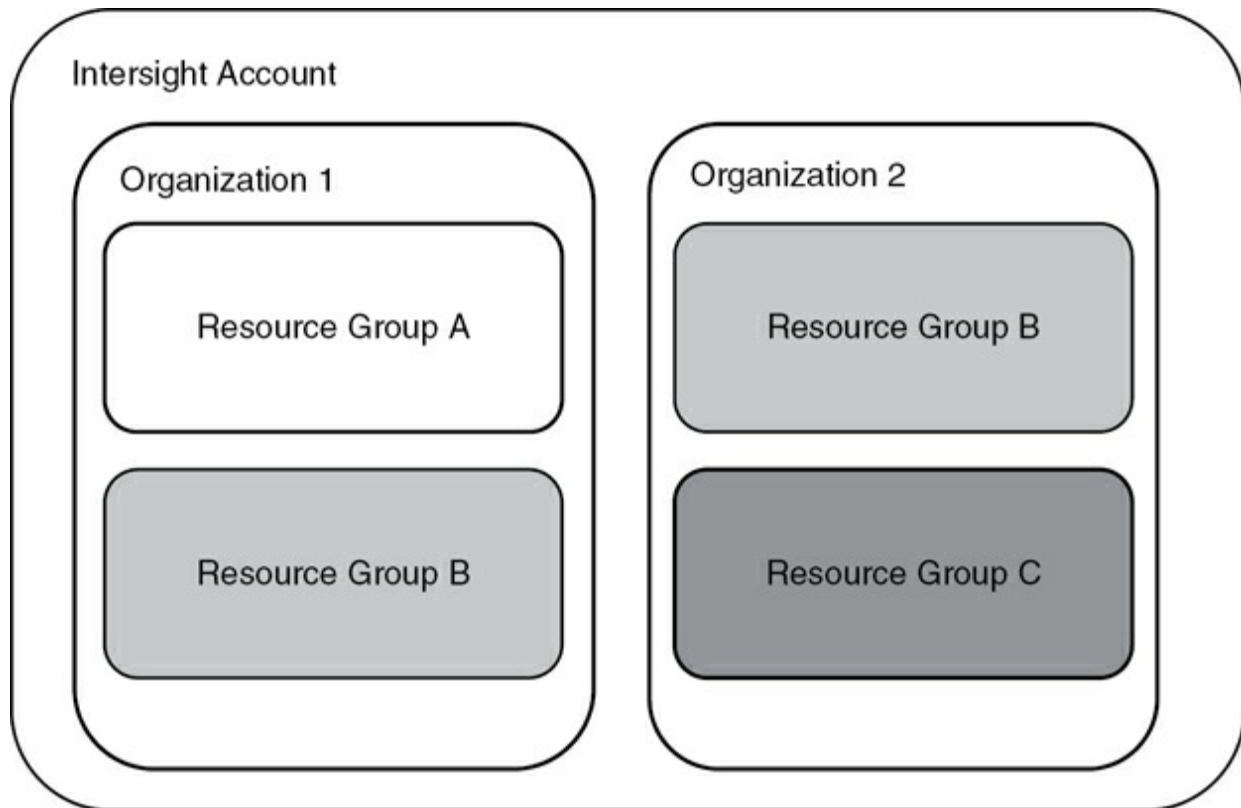 Intersight Account
Organization 1
Resource Group A
Resource Group B
Organization 2
Resource Group B
Resource Group C